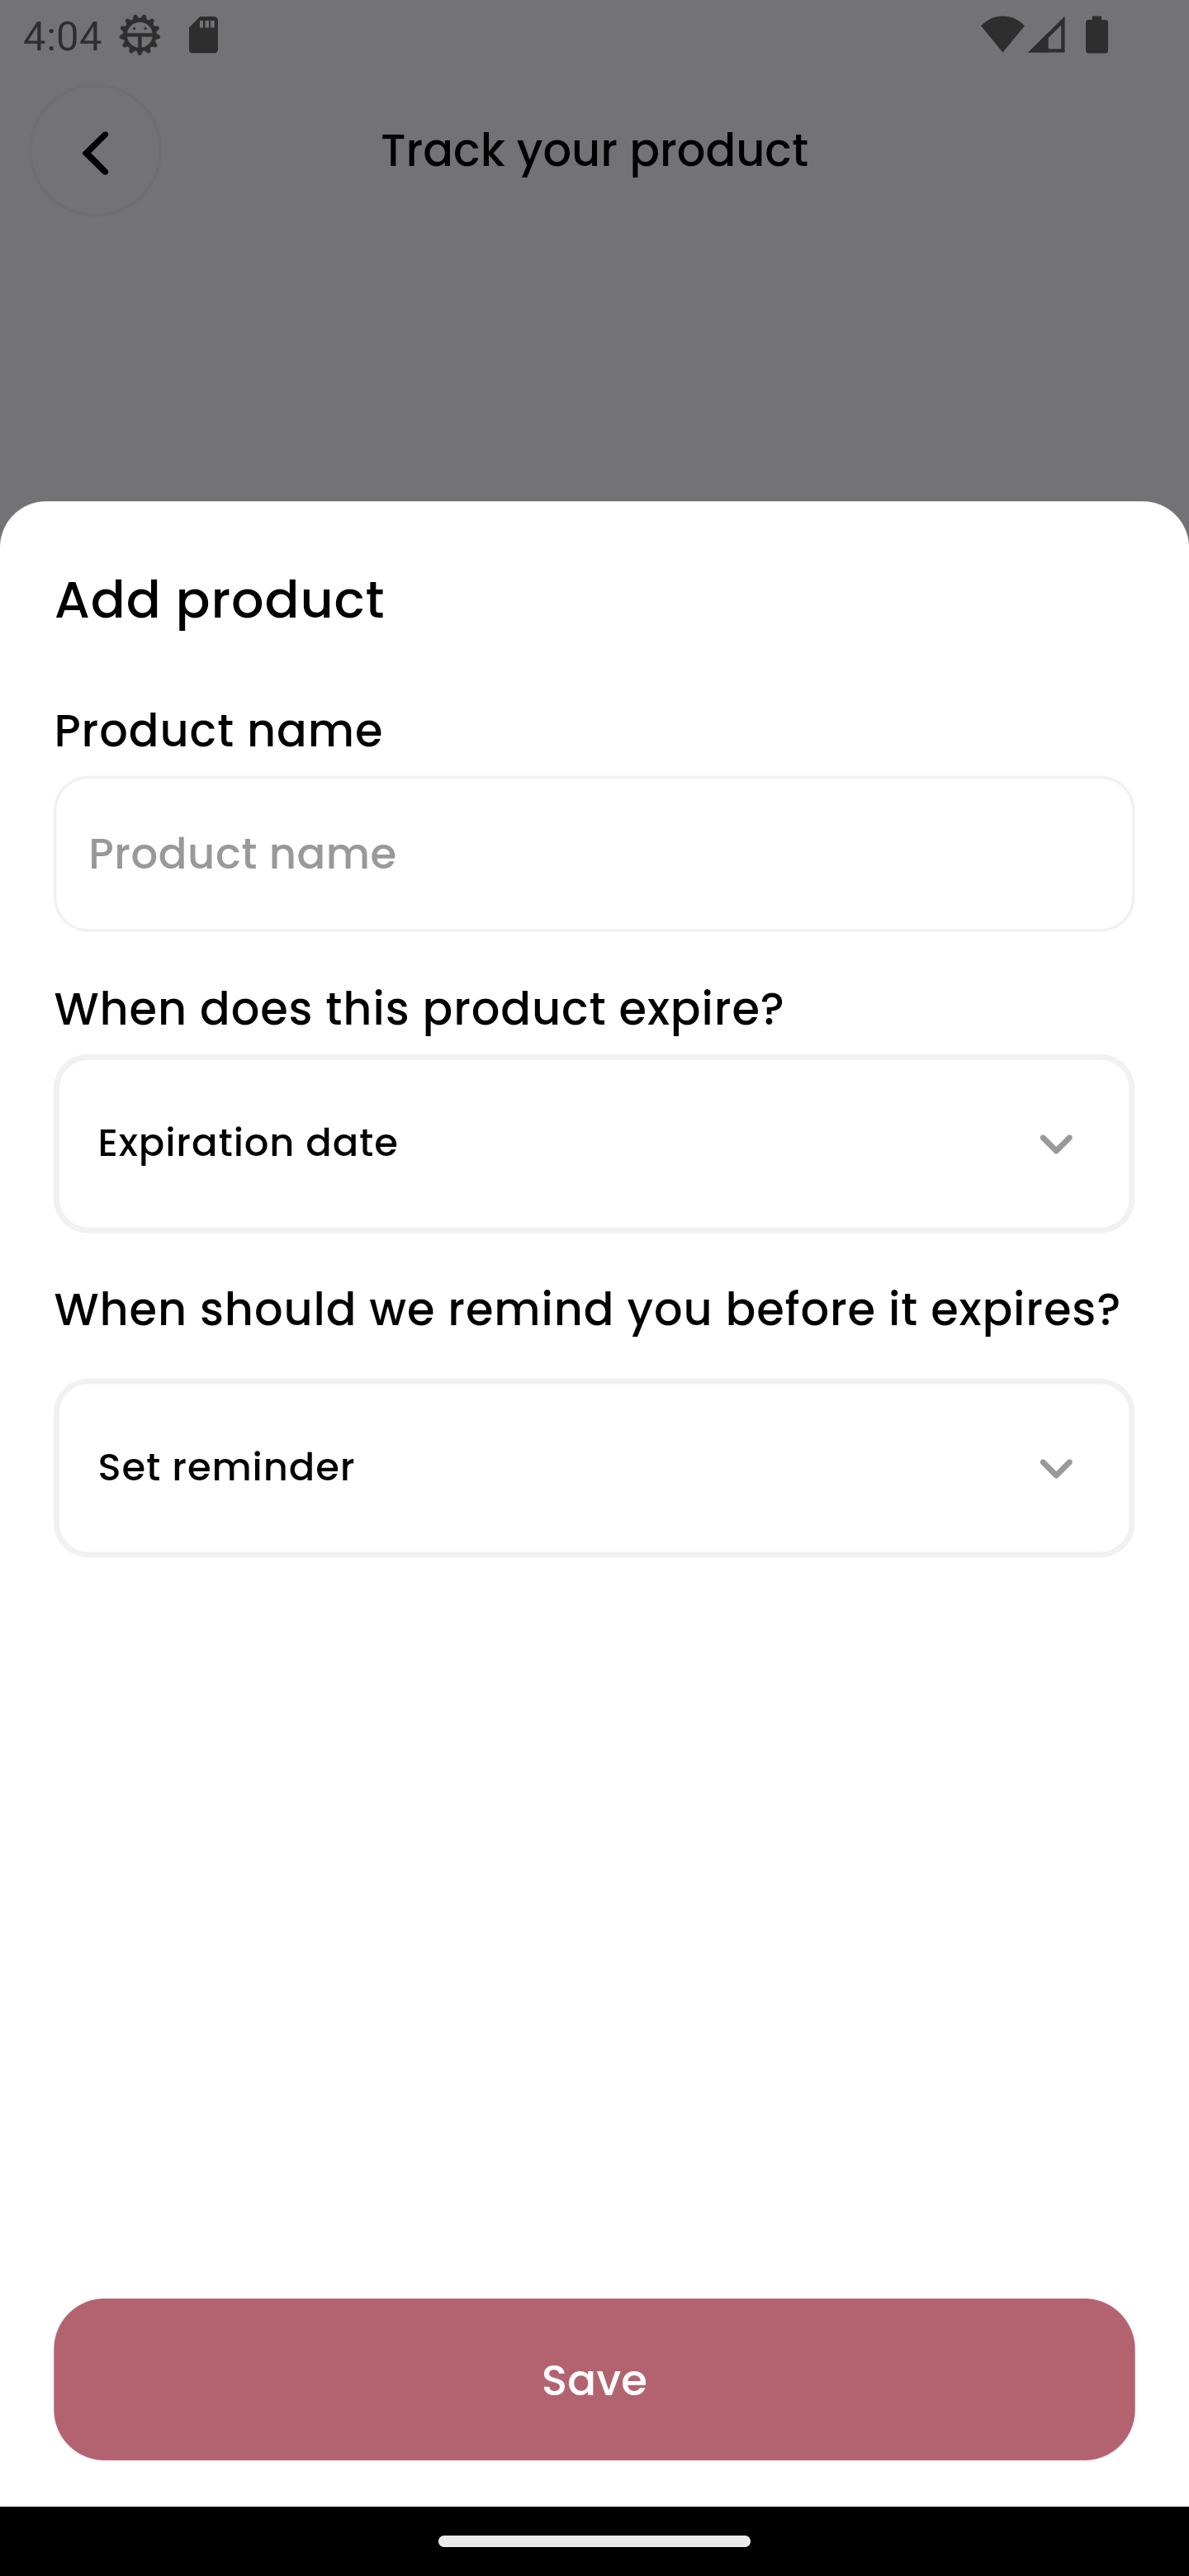 4:04
Track your product
Add product
Product name
Product name
When does this product expire?
Expiration date
When should we remind you before it expires?
Set reminder
Save